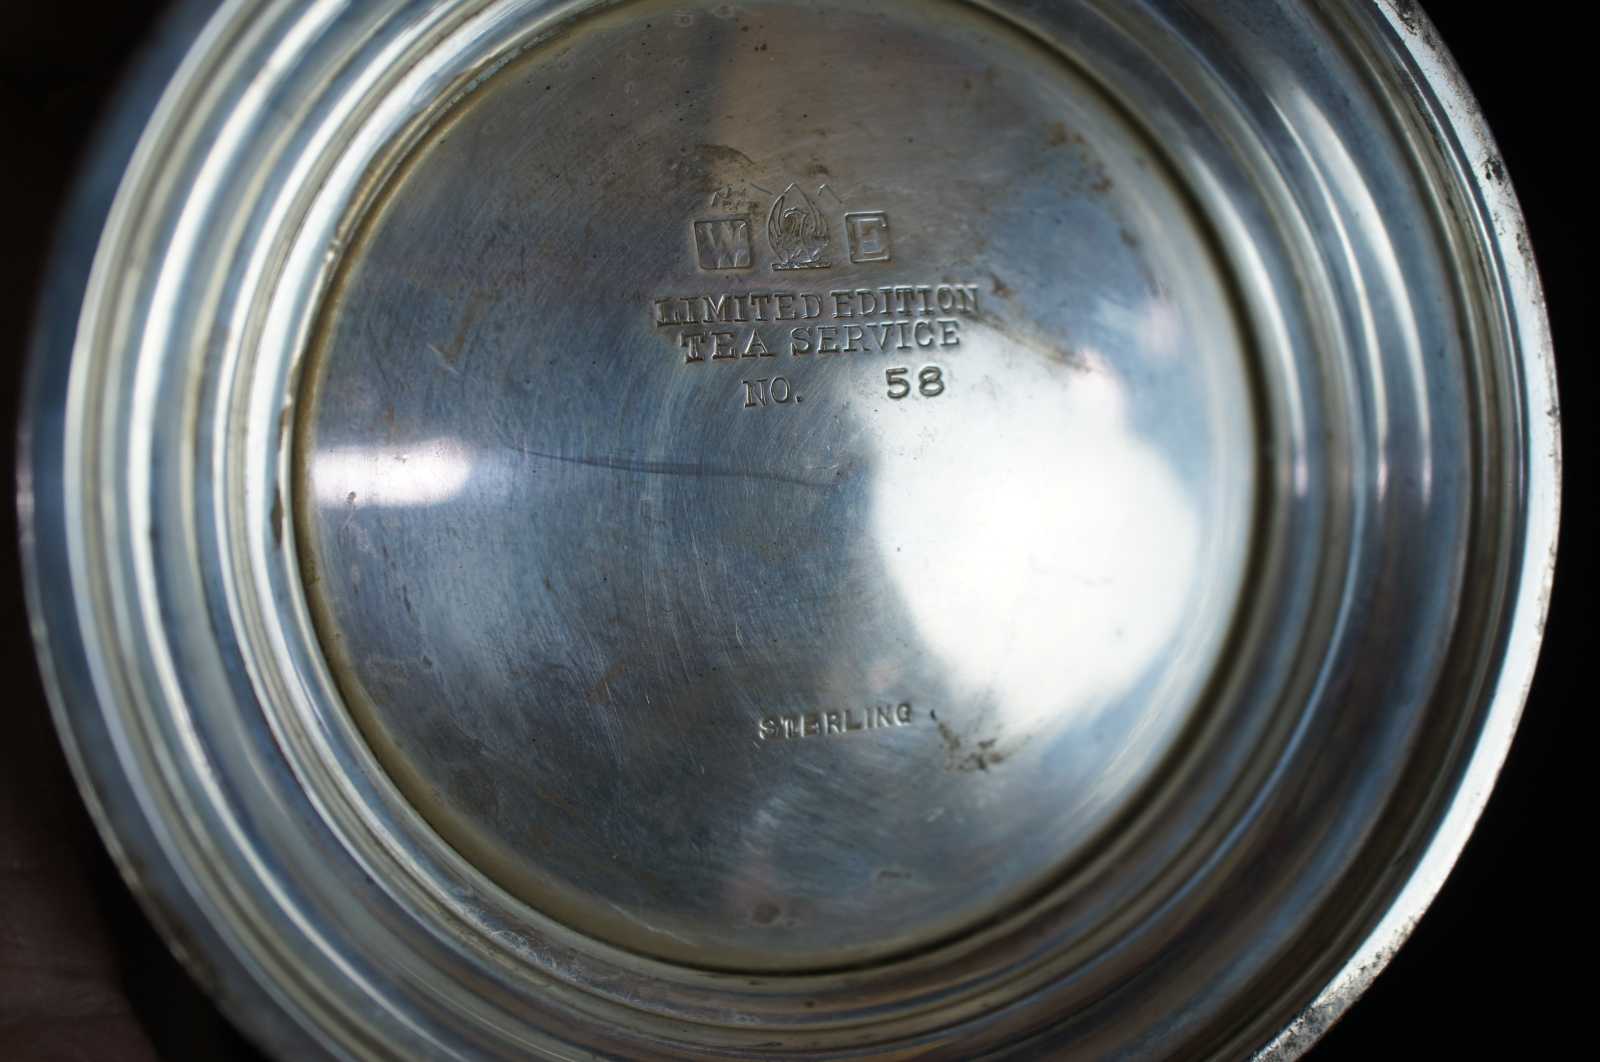 W E
LIMITED EDITION
TEA SERVICE
NO. 58
STERLING